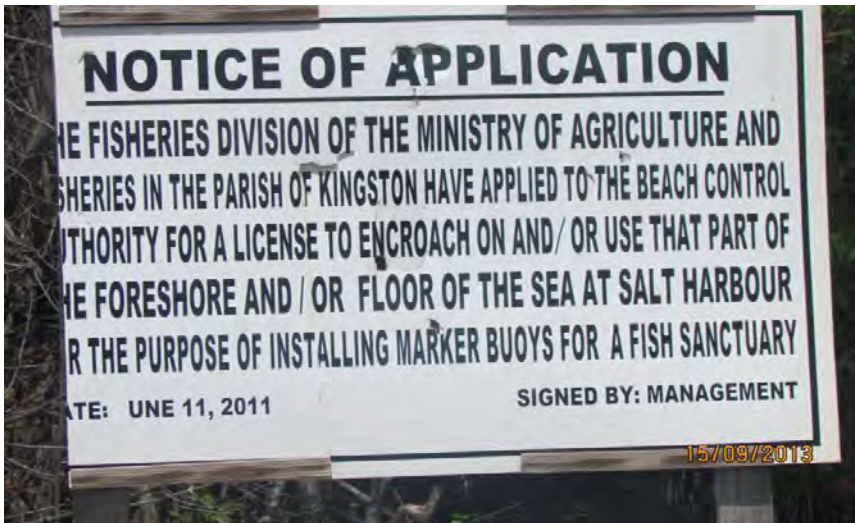 NOTICE OF APPLICATION
HE FISHERIES DIVISION OF THE MINISTRY OF AGRICULTURE AND
SHERIES IN THE PARISH OF KINGSTON HAVE APPLIED TO THE BEACH CONTROL
UTHORITY FOR A LICENSE TO ENCROACH ON AND/ OR USE THAT PART OF
HE FORESHORE AND / OR FLOOR OF THE SEA AT SALT HARBOUR
R THE PURPOSE OF INSTALLING MARKER BUOYS FOR A FISH SANCTUARY
ATE: UNE 11, 2011 SIGNED BY: MANAGEMENT
15/09/2013